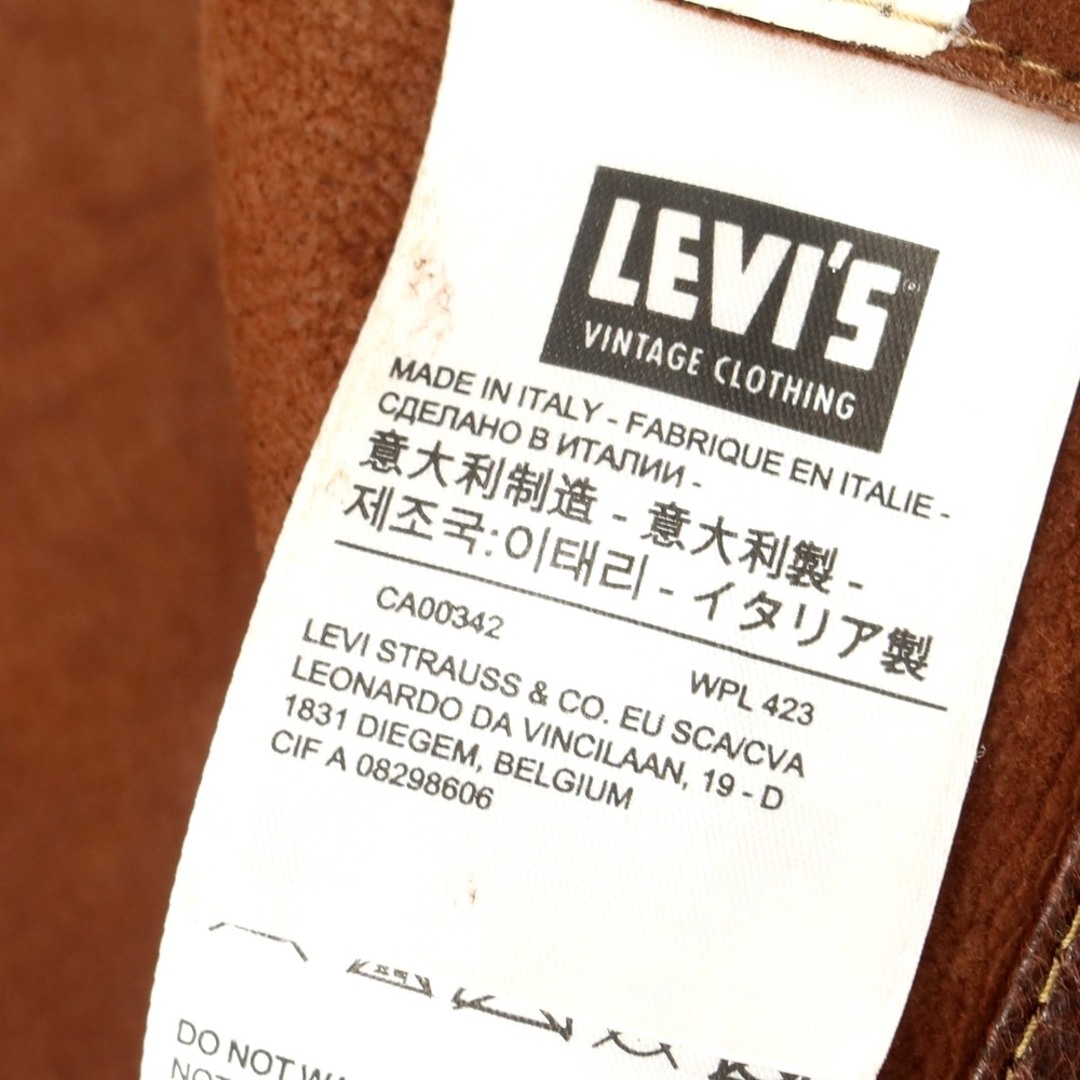 LEVI'S®
VINTAGE CLOTHING
MADE IN ITALY - FABRIQUE EN ITALIE -
СДЕЛАНО В ИТАЛИИ -
意大利制造 - 意大利製 -
제조국:이태리 - イタリア製
CA00342
WPL 423
LEVI STRAUSS & CO. EU SCA/CVA
LEONARDO DA VINCILAAN, 19 - D
1831 DIEGEM, BELGIUM
CIF A 08298606
DO NOT